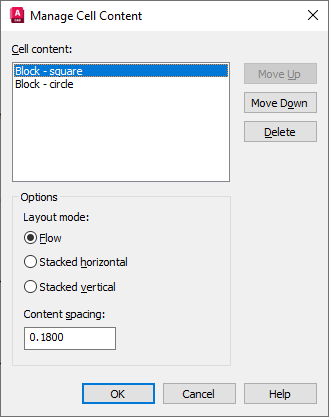 Manage Cell Content
Cell content:
Block - square
Block - circle
Move Up
Move Down
Delete
Options
Layout mode:
Flow
Stacked horizontal
Stacked vertical
Content spacing:
0.1800
OK
Cancel
Help